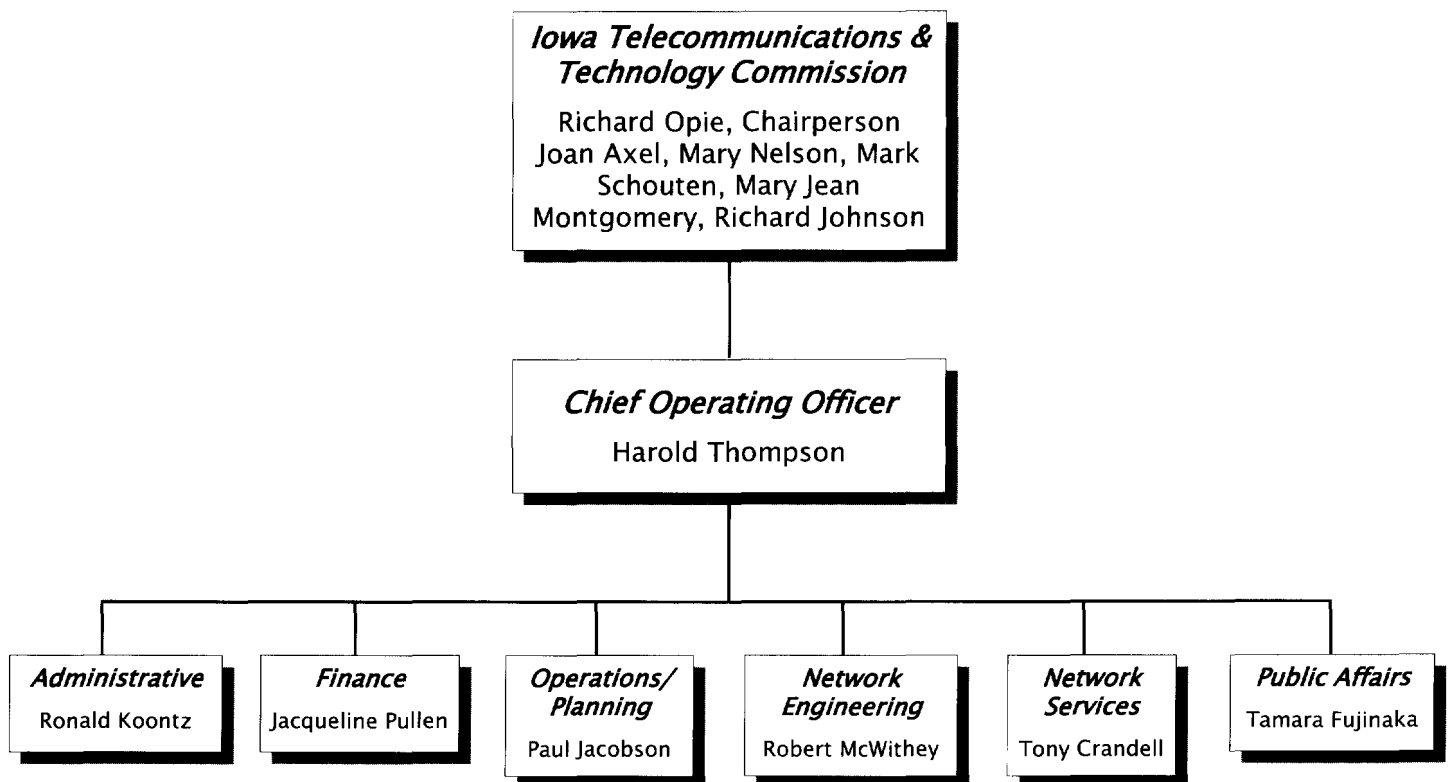 Iowa Telecommunications &
Technology Commission
Richard Opie, Chairperson
Joan Axel, Mary Nelson, Mark
Schouten, Mary Jean
Montgomery, Richard Johnson
Chief Operating Officer
Harold Thompson
Administrative
Ronald Koontz
Finance
Jacqueline Pullen
Operations/
Planning
Paul Jacobson
Network
Engineering
Robert McWithey
Network
Services
Tony Crandell
Public Affairs
Tamara Fujinaka